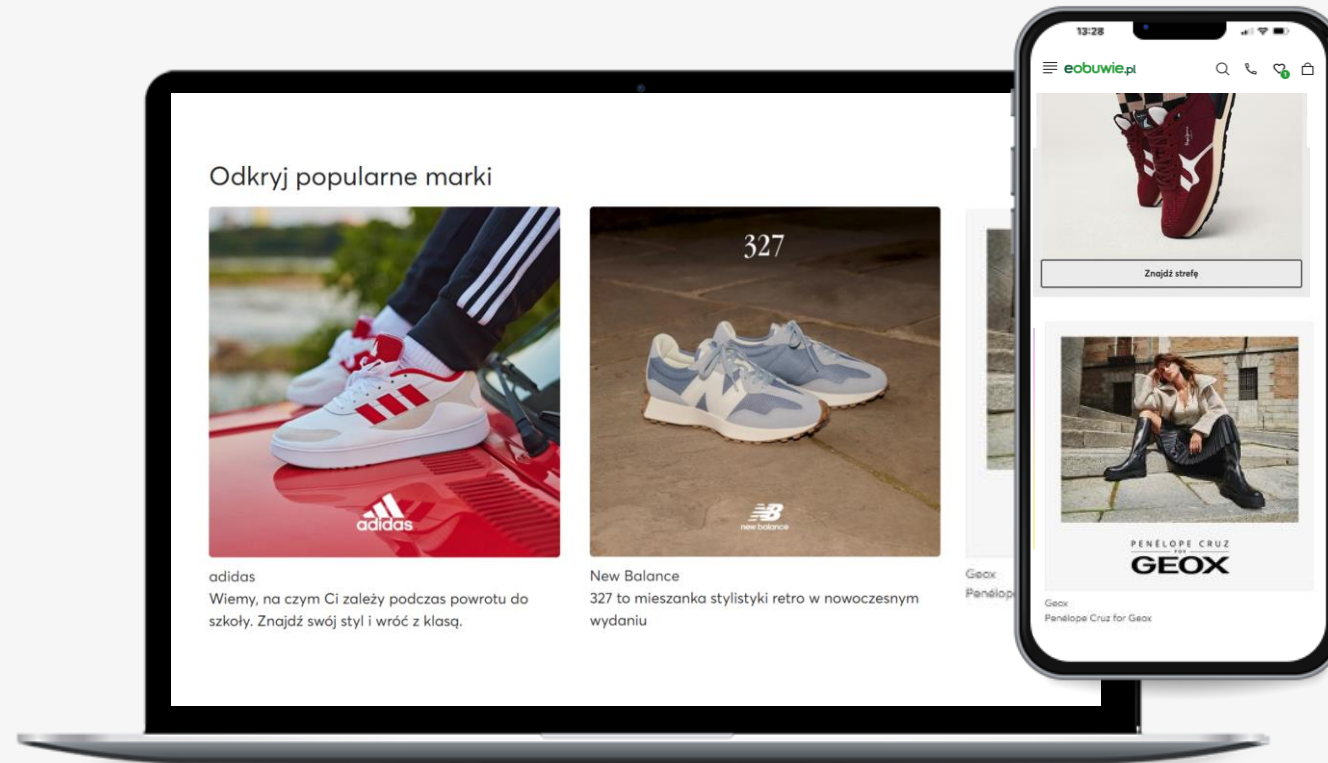 Odkryj popularne marki
327
adidas
new balance
adidas
Wiemy, na czym Ci zależy podczas powrotu do
szkoły. Znajdź swój styl i wróć z klasą.
New Balance
327 to mieszanka stylistyki retro w nowoczesnym
wydaniu
Geox
13:28
eobuwie.pl
1
Znajdź strefę
PENÉLOPE CRUZ
FOR
GEOX
Geox
Penélope Cruz for Geox